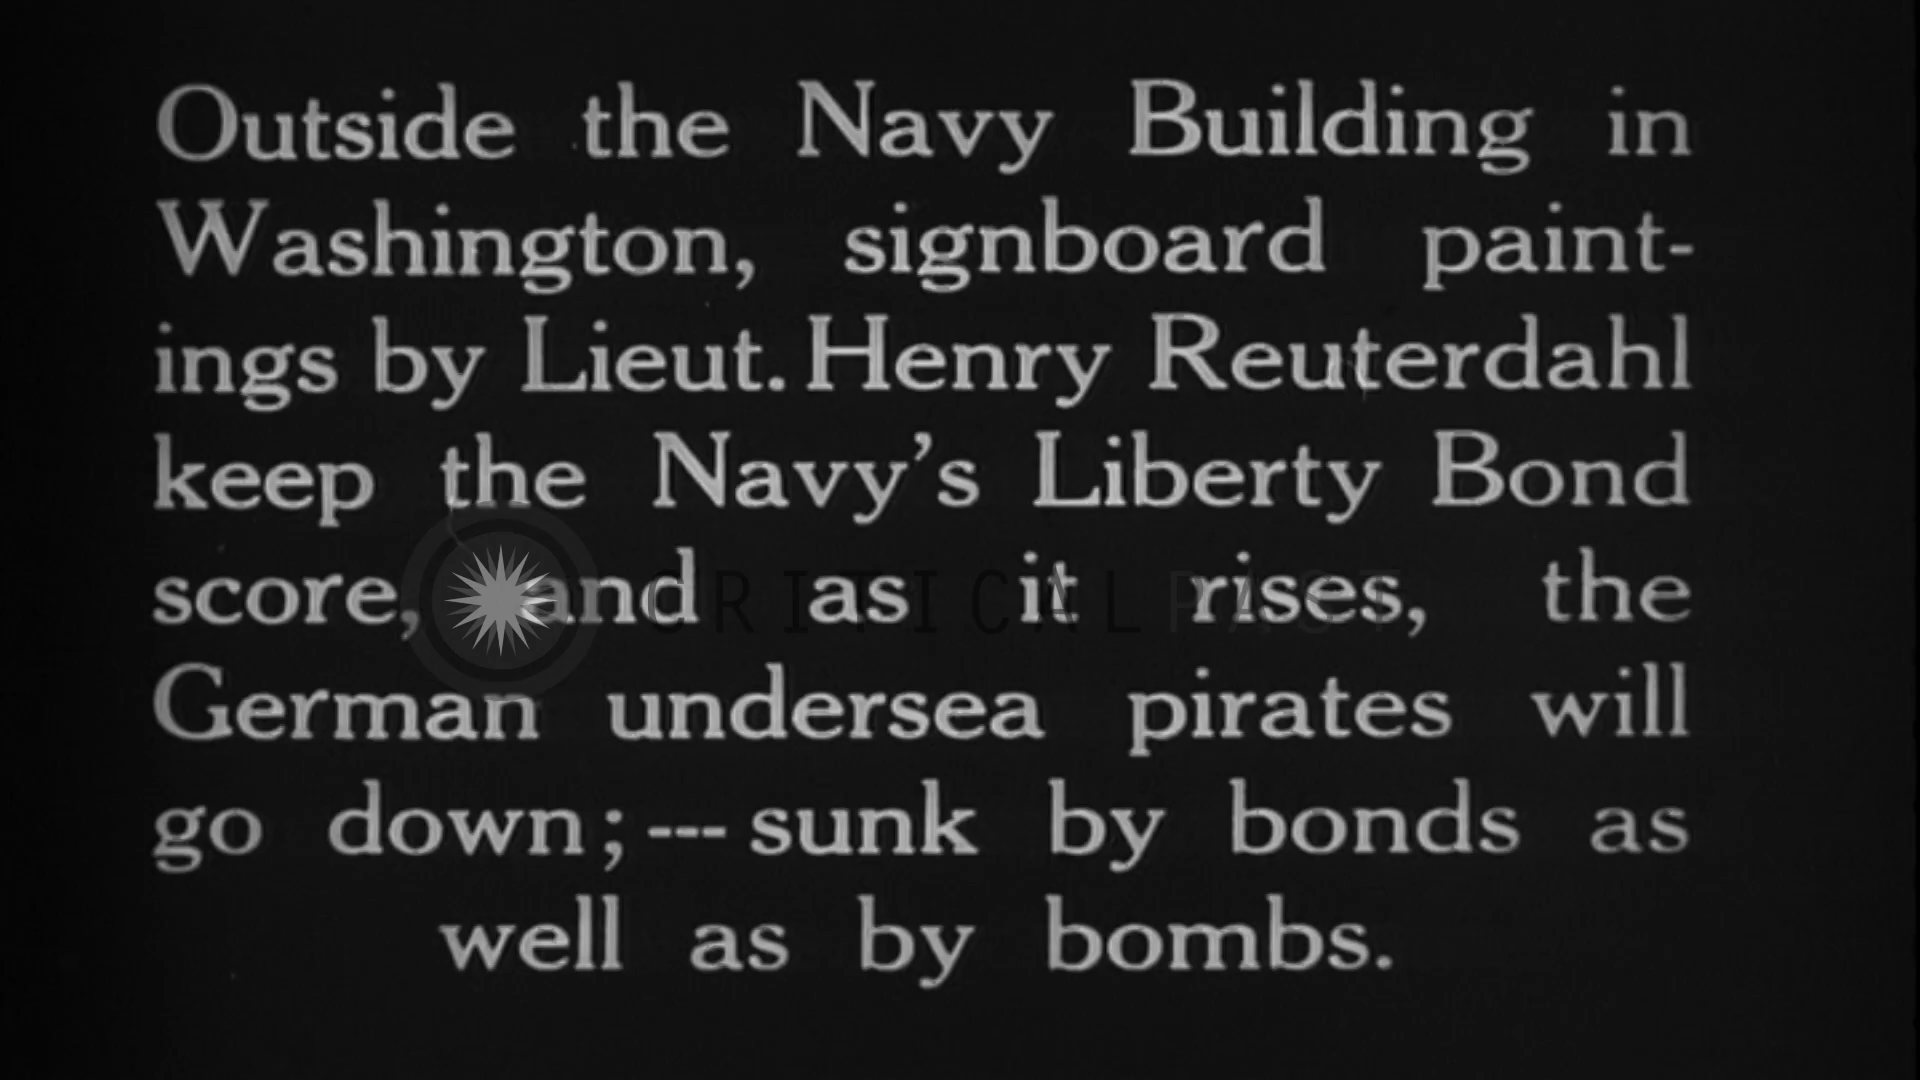 Outside the Navy Building in
Washington, signboard paint-
ings by Lieut. Henry Reuterdahl
keep the Navy's Liberty Bond
score, and as it rises, the
German undersea pirates will
go down; --- sunk by bonds as
well as by bombs.
CRITICALPAST